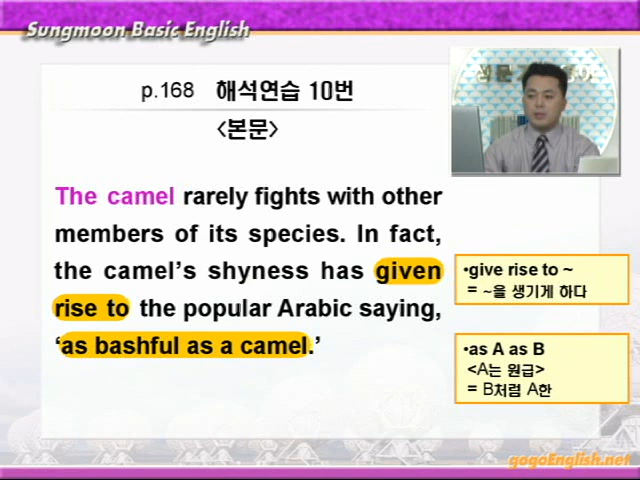 Sungmoon Basic English
p.168 해석연습 10번
<본문>
The camel rarely fights with other
members of its species. In fact,
the camel's shyness has given
rise to the popular Arabic saying,
'as bashful as a camel.'
•give rise to ~
= ~을 생기게 하다
•as A as B
<A는 원급>
= B처럼 A한
gogoEnglish.net